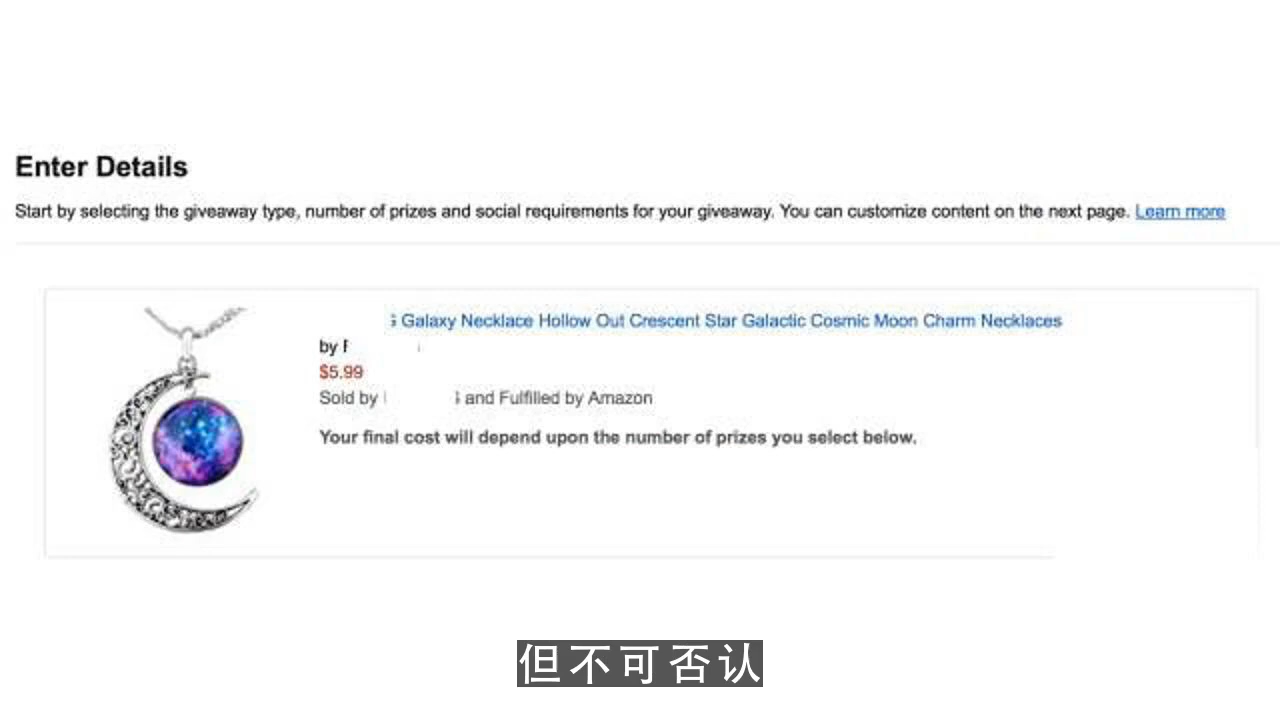 Enter Details
Start by selecting the giveaway type, number of prizes and social requirements for your giveaway. You can customize content on the next page. Learn more
Galaxy Necklace Hollow Out Crescent Star Galactic Cosmic Moon Charm Necklaces
by
$5.99
Sold by and Fulfilled by Amazon
Your final cost will depend upon the number of prizes you select below.
但不可否认